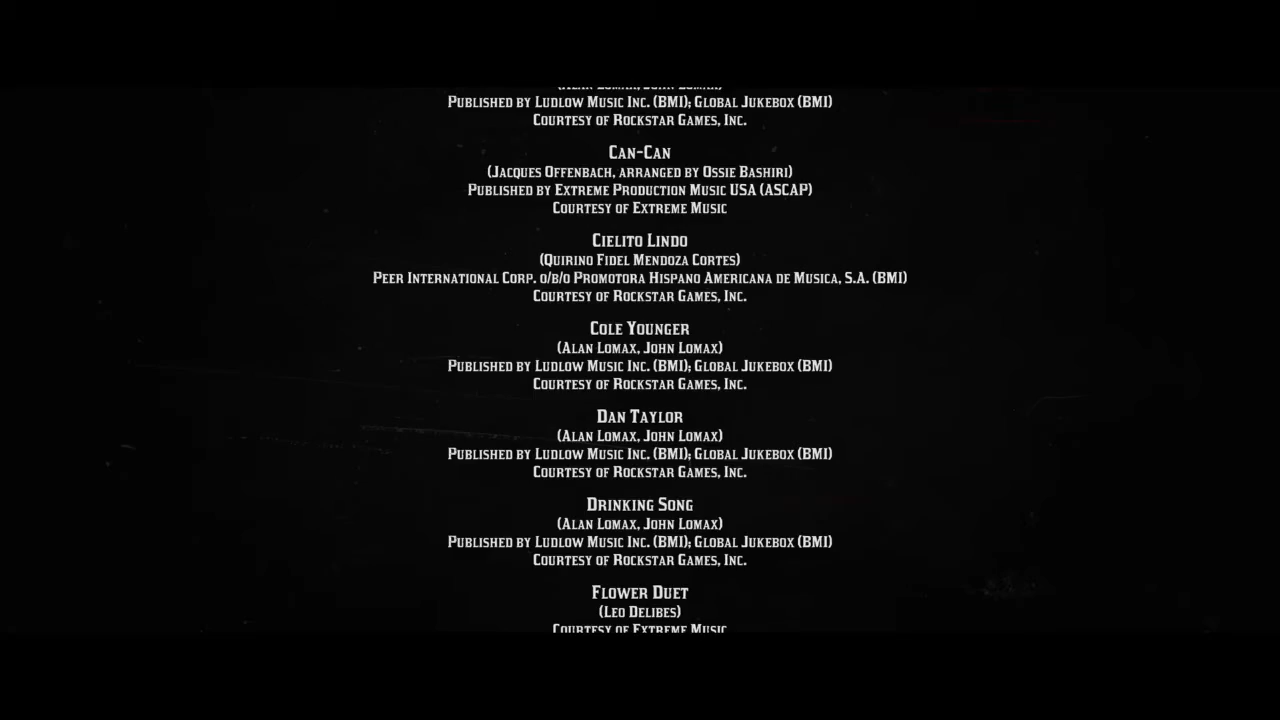 (Alan Lomax, John Lomax)
Published by Ludlow Music Inc. (BMI); Global Jukebox (BMI)
Courtesy of Rockstar Games, Inc.
Can-Can
(Jacques Offenbach, arranged by Ossie Bashiri)
Published by Extreme Production Music USA (ASCAP)
Courtesy of Extreme Music
Cielito Lindo
(Quirino Fidel Mendoza Cortes)
Peer International Corp. o/b/o Promotora Hispano Americana de Musica, S.A. (BMI)
Courtesy of Rockstar Games, Inc.
Cole Younger
(Alan Lomax, John Lomax)
Published by Ludlow Music Inc. (BMI); Global Jukebox (BMI)
Courtesy of Rockstar Games, Inc.
Dan Taylor
(Alan Lomax, John Lomax)
Published by Ludlow Music Inc. (BMI); Global Jukebox (BMI)
Courtesy of Rockstar Games, Inc.
Drinking Song
(Alan Lomax, John Lomax)
Published by Ludlow Music Inc. (BMI); Global Jukebox (BMI)
Courtesy of Rockstar Games, Inc.
Flower Duet
(Leo Delibes)
Courtesy of Extreme Music